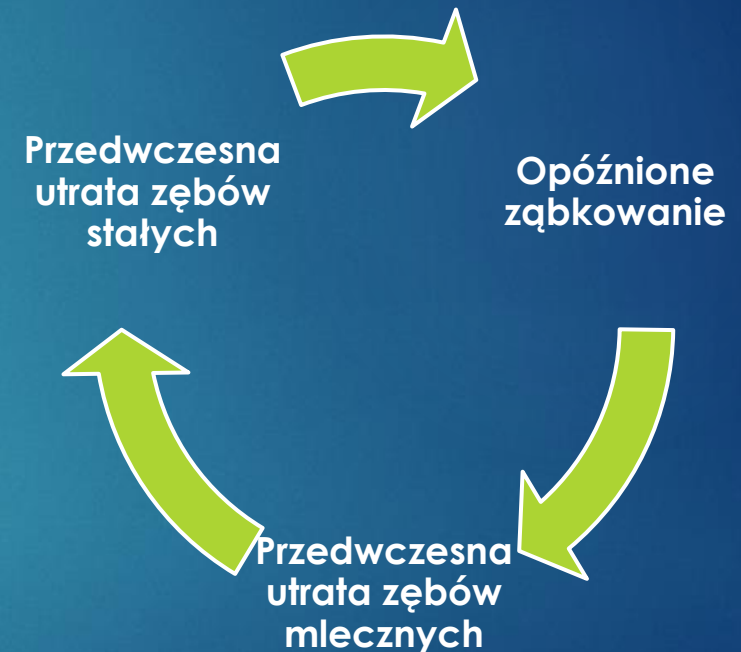 Przedwczesna
utrata zębów
stałych
Opóźnione
ząbkowanie
Przedwczesna
utrata zębów
mlecznych